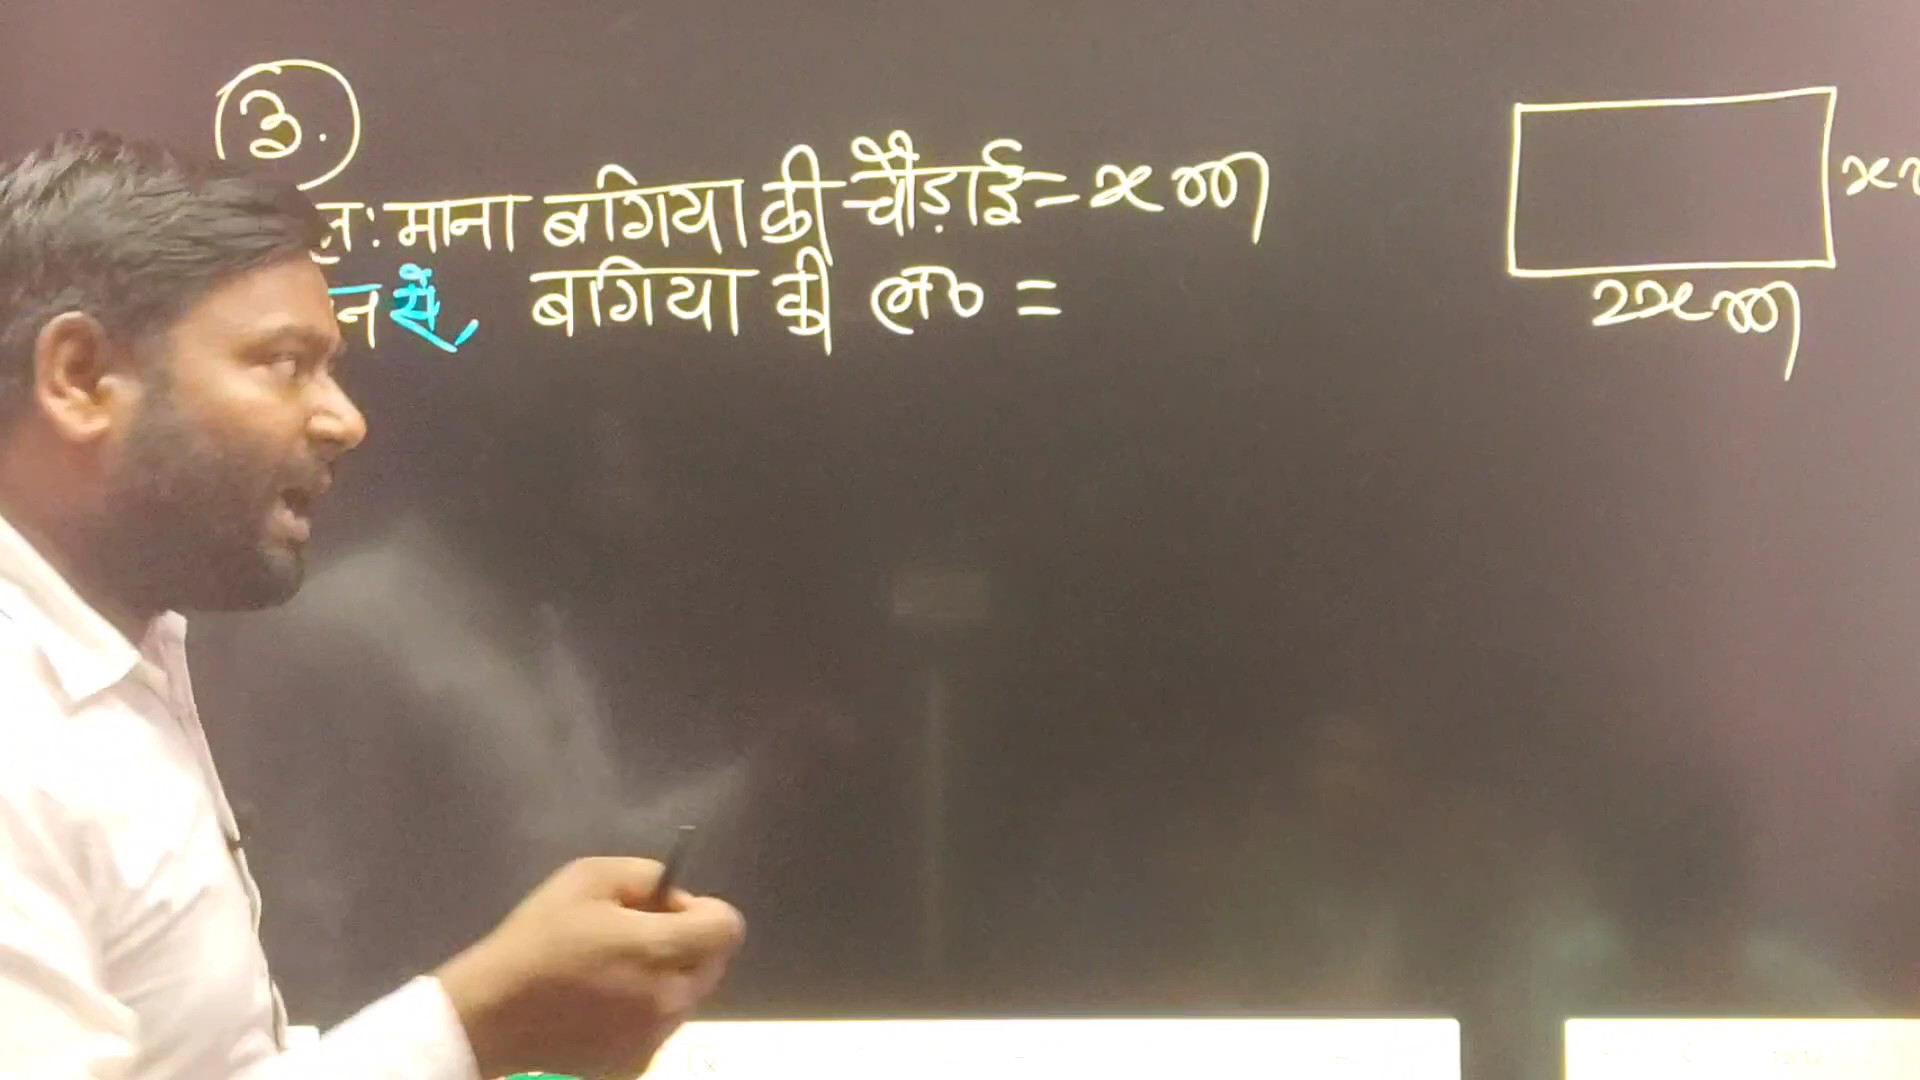 3.
माना बगिया की चौड़ाई = x m
से, बगिया की ल० =
x
2x m